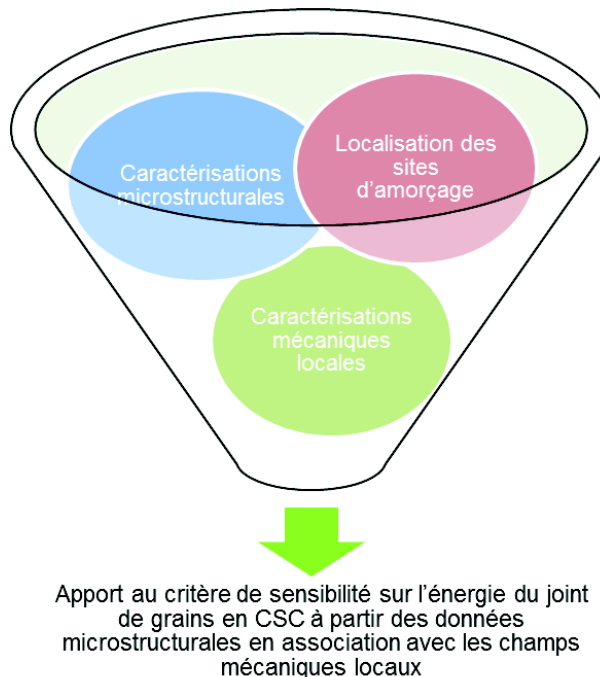 Caractérisations
microstructurales
Localisation des
sites
d’amorçage
Caractérisations
mécaniques
locales
Apport au critère de sensibilité sur l’énergie du joint
de grains en CSC à partir des données
microstructurales en association avec les champs
mécaniques locaux